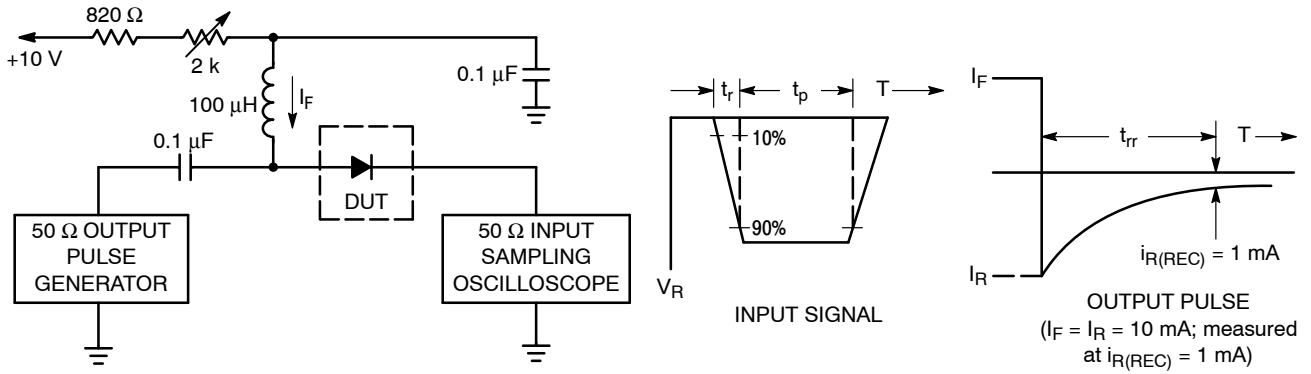 820 Ω
+10 V
2 k
100 μH
I_F
0.1 μF
0.1 μF
DUT
50 Ω OUTPUT
PULSE
GENERATOR
50 Ω INPUT
SAMPLING
OSCILLOSCOPE
t_r
t_p
T
10%
90%
V_R
INPUT SIGNAL
I_F
t_rr
T
I_R
i_R(REC) = 1 mA
OUTPUT PULSE
(I_F = I_R = 10 mA; measured
at i_R(REC) = 1 mA)